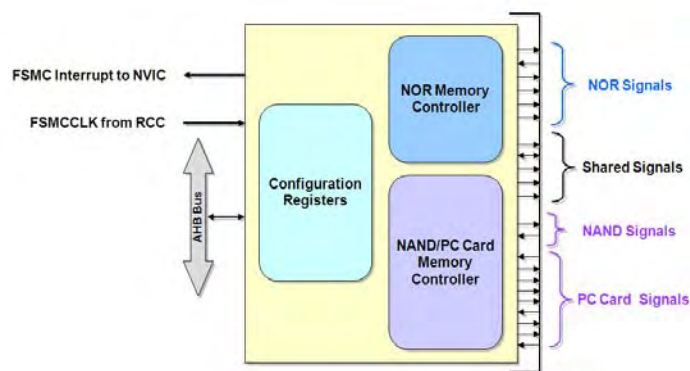 FSMC Interrupt to NVIC
FSMCCLK from RCC
AHB Bus
Configuration
Registers
NOR Memory
Controller
NAND/PC Card
Memory
Controller
NOR Signals
Shared Signals
NAND Signals
PC Card Signals